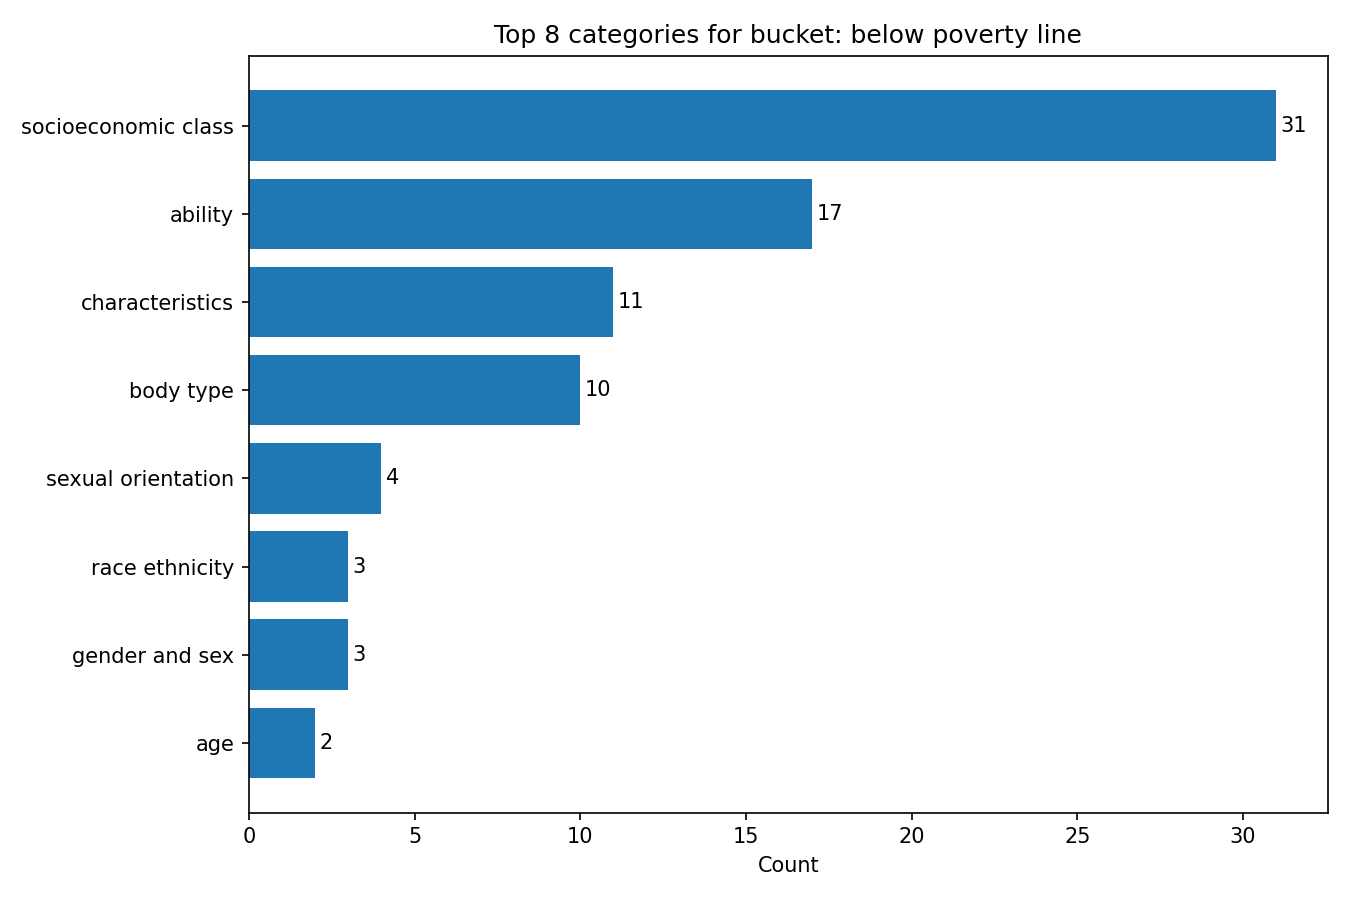 Top 8 categories for bucket: below poverty line
socioeconomic class 31
ability 17
characteristics 11
body type 10
sexual orientation 4
race ethnicity 3
gender and sex 3
age 2
0 5 10 15 20 25 30
Count